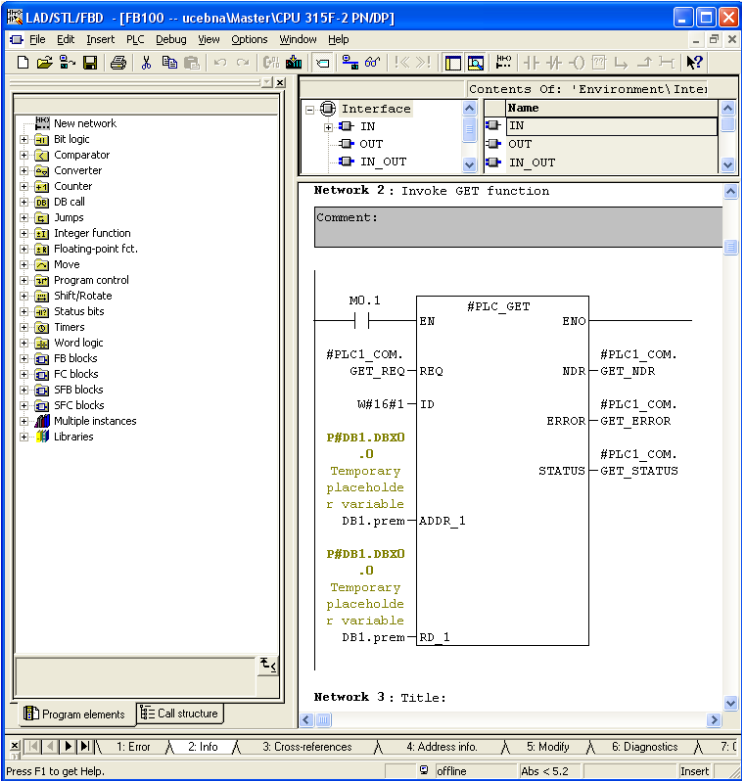 LAD/STL/FBD - [FB100 -- ucebna\Master\CPU 315F-2 PN/DP]
File Edit Insert PLC Debug View Options Window Help
New network
Bit logic
Comparator
Converter
Counter
DB call
Jumps
Integer function
Floating-point fct.
Move
Program control
Shift/Rotate
Status bits
Timers
Word logic
FB blocks
FC blocks
SFB blocks
SFC blocks
Multiple instances
Libraries
Program elements
Call structure
Contents Of: 'Environment\Inter
Interface
IN
OUT
IN_OUT
Name
IN
OUT
IN_OUT
Network 2 : Invoke GET function
Comment:
M0.1
#PLC_GET
EN
ENO
#PLC1_COM.
GET_REQ
REQ
NDR
#PLC1_COM.
GET_NDR
W#16#1
ID
ERROR
#PLC1_COM.
GET_ERROR
STATUS
#PLC1_COM.
GET_STATUS
P#DB1.DBX0
.0
Temporary
placeholde
r variable
DB1.prem
ADDR_1
P#DB1.DBX0
.0
Temporary
placeholde
r variable
DB1.prem
RD_1
Network 3 : Title:
1: Error
2: Info
3: Cross-references
4: Address info.
5: Modify
6: Diagnostics
7:
Press F1 to get Help.
offline
Abs < 5.2
Insert